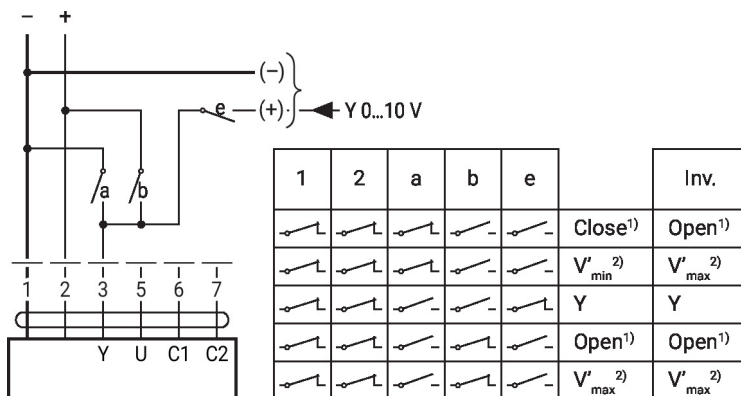 − +
(−)
e (+) Y 0...10 V
a b
1 2 3 5 6 7
Y U C1 C2
1 2 a b e Inv.
Close¹⁾ Open¹⁾
V'min²⁾ V'max²⁾
Y Y
Open¹⁾ Open¹⁾
V'max²⁾ V'max²⁾